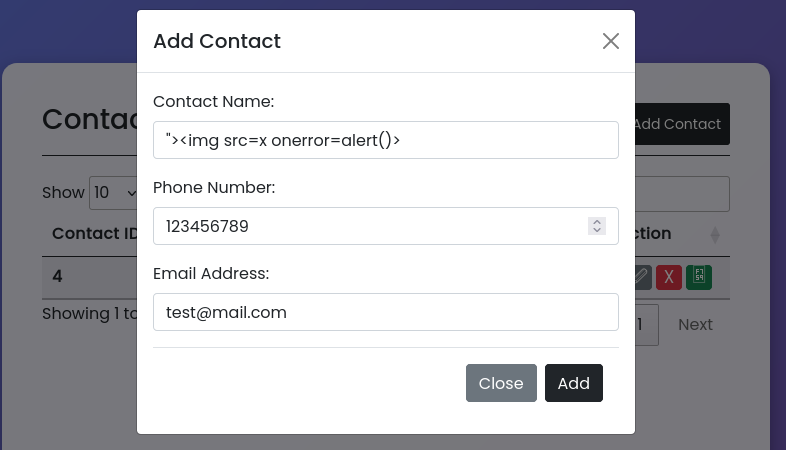 Add Contact
Contac
Add Contact
Contact Name:
"><img src=x onerror=alert()>
Phone Number:
Show 10
123456789
Contact ID
ction
Email Address:
4
X
test@mail.com
Showing 1 to
1
Next
Close
Add